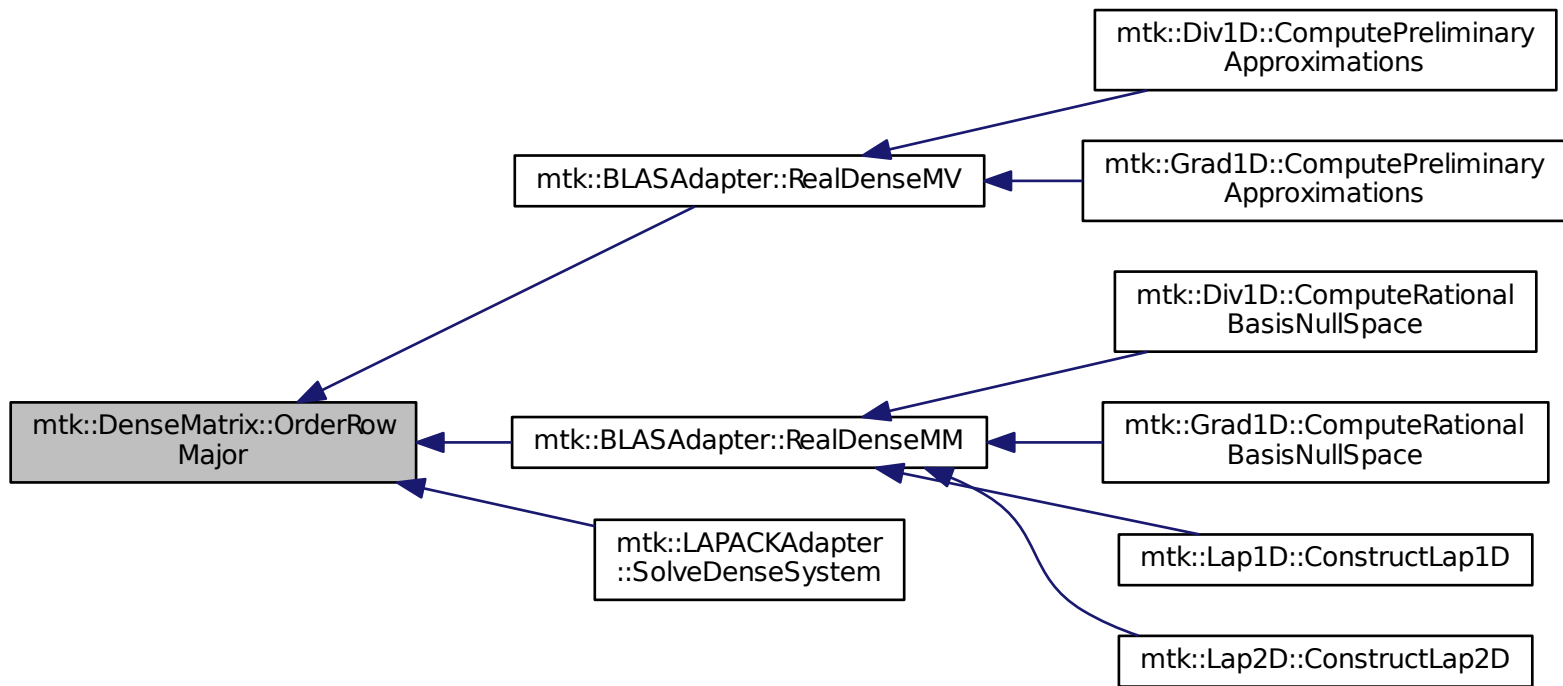 mtk::Div1D::ComputePreliminary
Approximations
mtk::Grad1D::ComputePreliminary
Approximations
mtk::BLASAdapter::RealDenseMV
mtk::Div1D::ComputeRational
BasisNullSpace
mtk::DenseMatrix::OrderRow
Major
mtk::BLASAdapter::RealDenseMM
mtk::Grad1D::ComputeRational
BasisNullSpace
mtk::LAPACKAdapter
::SolveDenseSystem
mtk::Lap1D::ConstructLap1D
mtk::Lap2D::ConstructLap2D